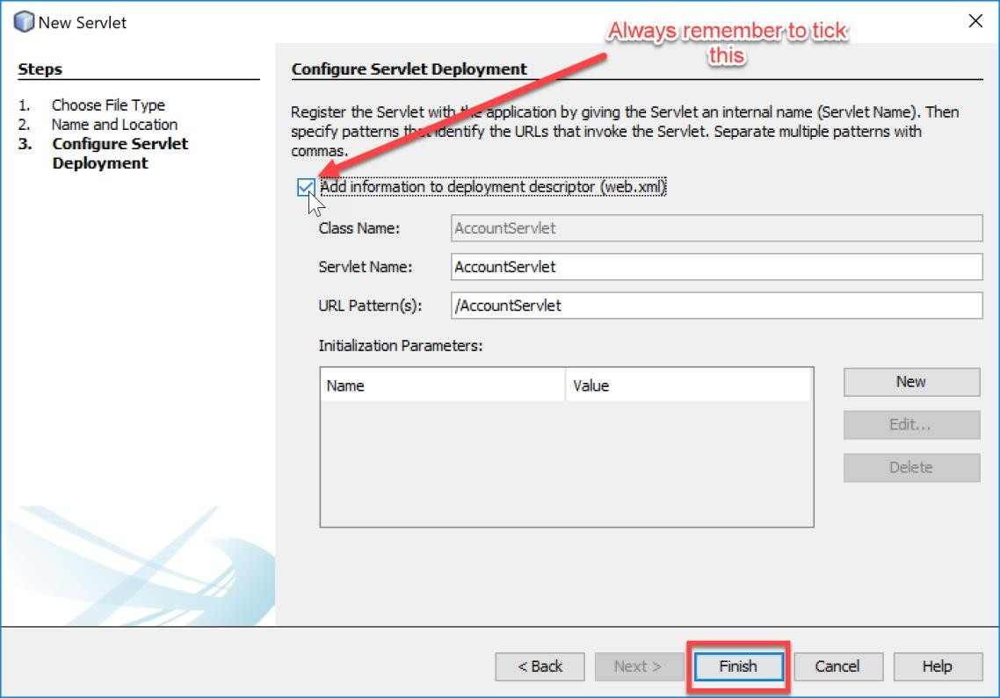 New Servlet
Always remember to tick
this
Steps
1. Choose File Type
2. Name and Location
3. Configure Servlet
Deployment
Configure Servlet Deployment
Register the Servlet with the application by giving the Servlet an internal name (Servlet Name). Then
specify patterns that identify the URLs that invoke the Servlet. Separate multiple patterns with
commas.
Add information to deployment descriptor (web.xml)
Class Name: AccountServlet
Servlet Name: AccountServlet
URL Pattern(s): /AccountServlet
Initialization Parameters:
Name Value
New
Edit...
Delete
< Back Next > Finish Cancel Help